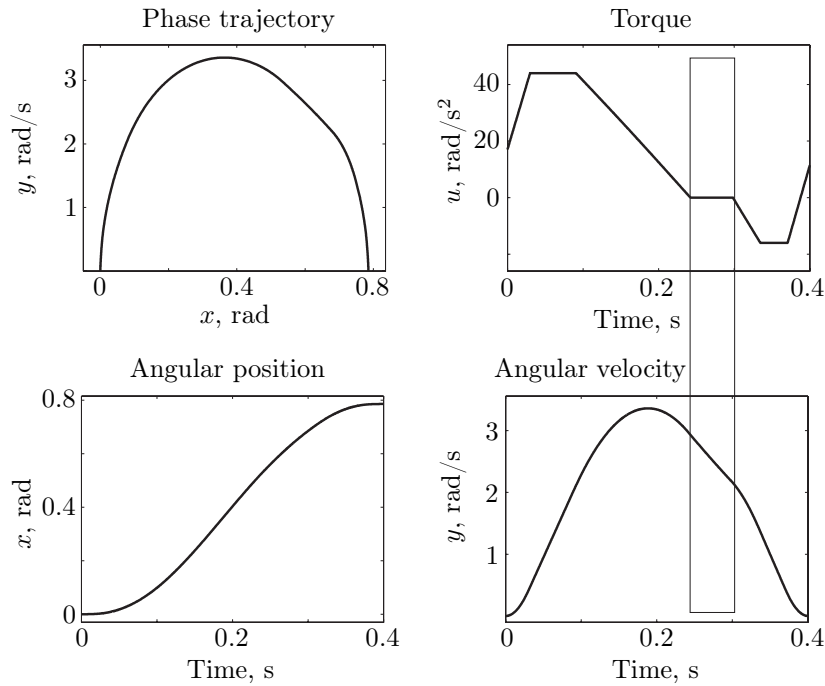 Phase trajectory
y, rad/s
3
2
1
0
0.4
0.8
x, rad
Torque
u, rad/s²
40
20
0
0
0.2
0.4
Time, s
Angular position
x, rad
0.8
0.4
0
0
0.2
0.4
Time, s
Angular velocity
y, rad/s
3
2
1
0
0
0.2
0.4
Time, s